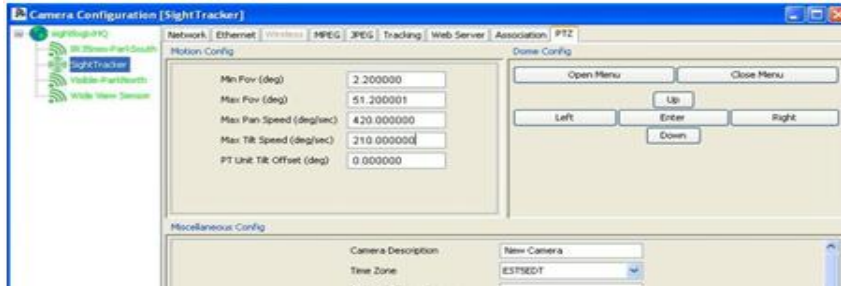 Camera Configuration [SightTracker]
Network Ethernet Wireless MPEG JPEG Tracking Web Server Association PTZ
SightTracker
Visible-ParkNorth
Wide View Sensor
Motion Config
Min Fov (deg) 2.200000
Max Fov (deg) 51.200001
Max Pan Speed (deg/sec) 420.000000
Max Tilt Speed (deg/sec) 210.000000
PT Unit Tilt Offset (deg) 0.000000
Dome Config
Open Menu Close Menu
Up
Left Enter Right
Down
Miscellaneous Config
Camera Description New Camera
Time Zone EST5EDT